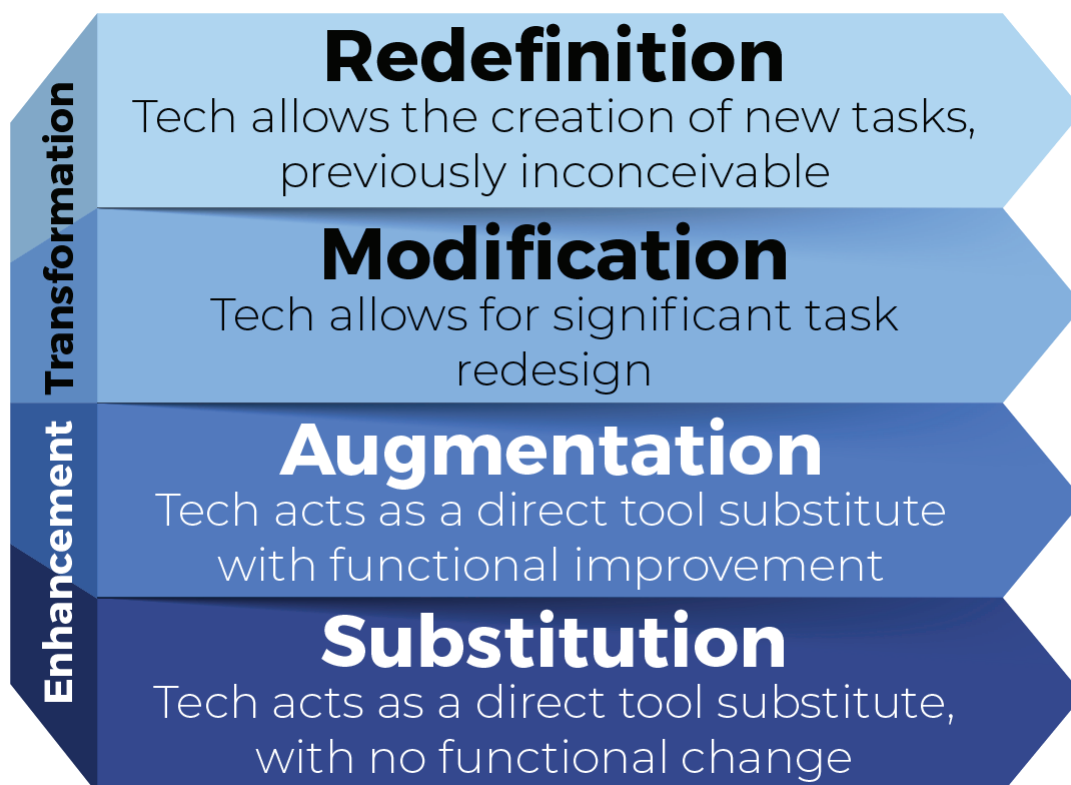 Redefinition
Tech allows the creation of new tasks,
previously inconceivable
Modification
Tech allows for significant task
redesign
Transformation
Augmentation
Tech acts as a direct tool substitute
with functional improvement
Substitution
Tech acts as a direct tool substitute,
with no functional change
Enhancement